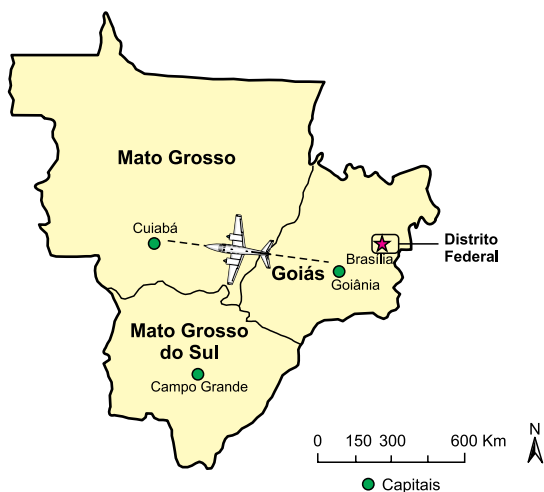 Mato Grosso
Cuiabá
Goiás
Brasília
Goiânia
Distrito
Federal
Mato Grosso
do Sul
Campo Grande
0 150 300 600 Km
N
Capitais